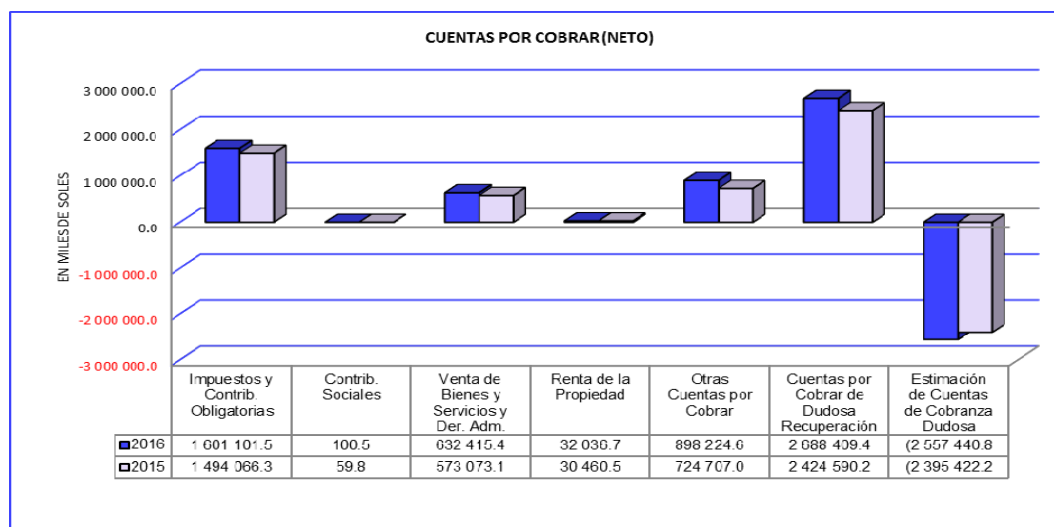 CUENTAS POR COBRAR (NETO)
EN MILES DE SOLES
3 000 000.0
2 000 000.0
1 000 000.0
0.0
-1 000 000.0
-2 000 000.0
-3 000 000.0
Impuestos y
Contrib.
Obligatorias
Contrib.
Sociales
Venta de
Bienes y
Servicios y
Der. Adm.
Renta de la
Propiedad
Otras
Cuentas por
Cobrar
Cuentas por
Cobrar de
Dudosa
Recuperación
Estimación
de Cuentas
de Cobranza
Dudosa
2016 1 601 101.5 100.5 632 415.4 32 036.7 898 224.6 2 688 409.4 (2 557 440.8
2015 1 494 066.3 59.8 573 073.1 30 460.5 724 707.0 2 424 590.2 (2 395 422.2